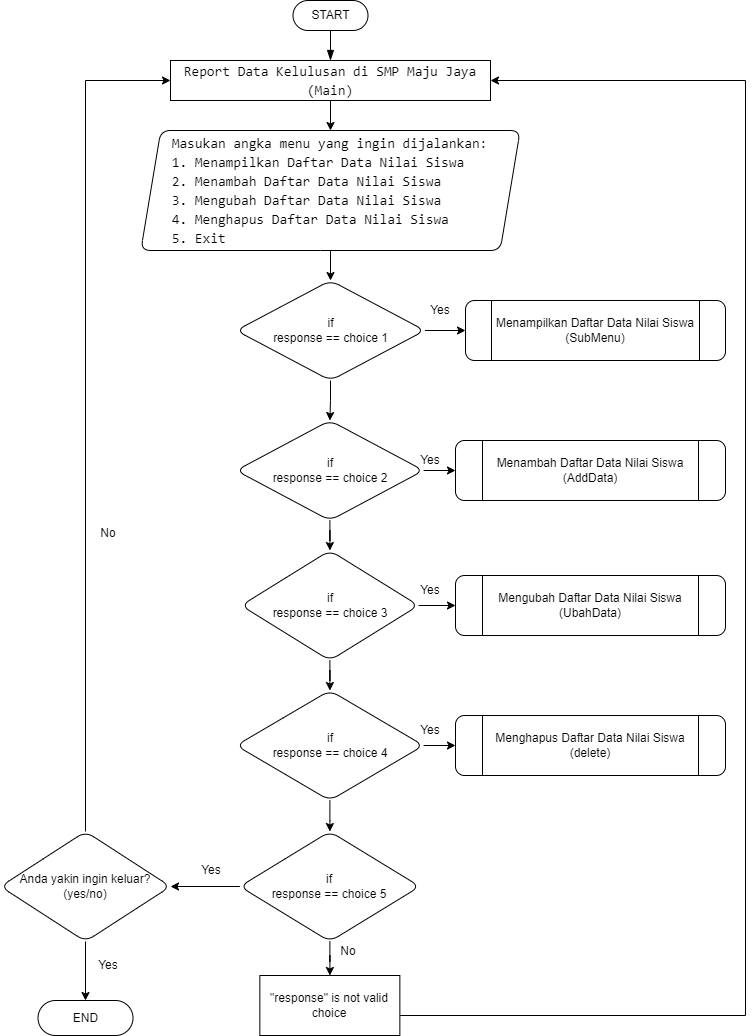 START
Report Data Kelulusan di SMP Maju Jaya
(Main)
Masukan angka menu yang ingin dijalankan:
1. Menampilkan Daftar Data Nilai Siswa
2. Menambah Daftar Data Nilai Siswa
3. Mengubah Daftar Data Nilai Siswa
4. Menghapus Daftar Data Nilai Siswa
5. Exit
if
response == choice 1
Yes
Menampilkan Daftar Data Nilai Siswa
(SubMenu)
if
response == choice 2
Yes
Menambah Daftar Data Nilai Siswa
(AddData)
No
if
response == choice 3
Yes
Mengubah Daftar Data Nilai Siswa
(UbahData)
if
response == choice 4
Yes
Menghapus Daftar Data Nilai Siswa
(delete)
if
response == choice 5
Yes
Anda yakin ingin keluar?
(yes/no)
No
Yes
"response" is not valid
choice
END